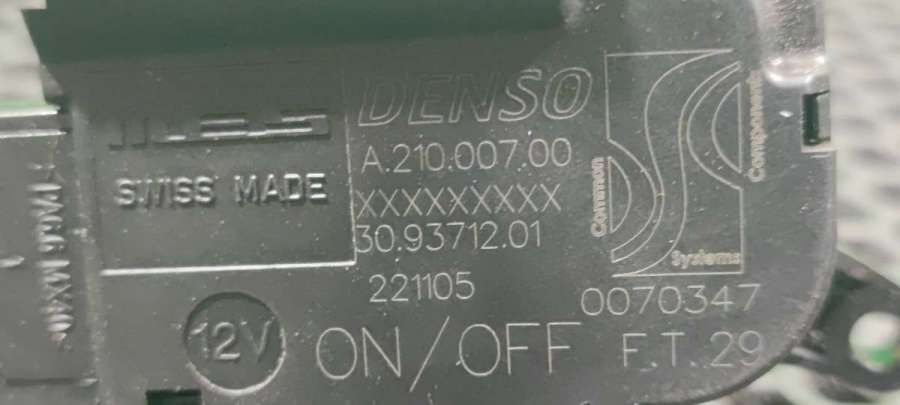 DENSO
A.210.007.00
SWISS MADE
XXXXXXXXX
30.93712.01
221105
Common
Systems
Components
0070347
12V
ON/OFF F.T. 29